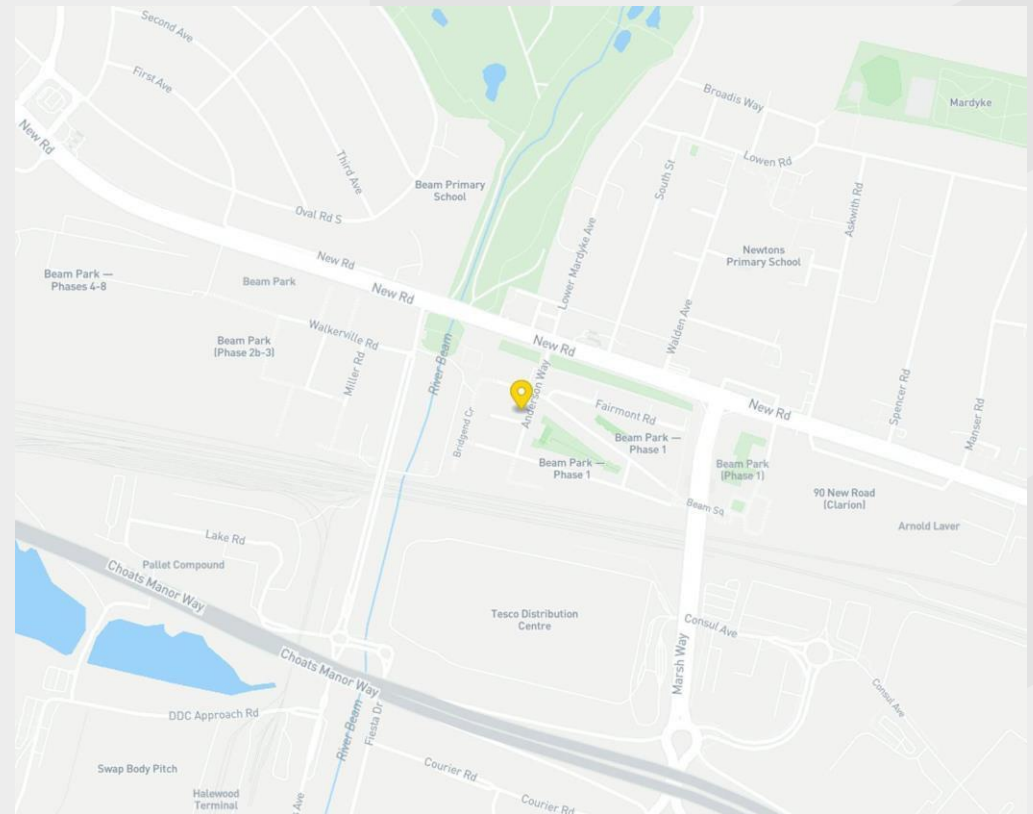 Second Ave
First Ave
New Rd
Third Ave
Broadis Way
Mardyke
Lowen Rd
Beam Primary
School
South St
Askwith Rd
Oval Rd S
Lower Mardyke Ave
Newtons
Primary School
New Rd
Beam Park —
Phases 4-8
Beam Park
New Rd
Walkerville Rd
Beam Park
(Phase 2b-3)
Miller Rd
River Beam
New Rd
Walden Ave
Anderson Way
Fairmont Rd
New Rd
Spencer Rd
Manser Rd
Bridgend Cr
Beam Park —
Phase 1
Beam Park —
Phase 1
Beam Park
(Phase 1)
90 New Road
(Clarion)
Beam Sq
Arnold Laver
Lake Rd
Pallet Compound
Choats Manor Way
Tesco Distribution
Centre
Consul Ave
Marsh Way
Choats Manor Way
Consul Ave
DDC Approach Rd
River Beam
Fiesta Dr
Swap Body Pitch
Courier Rd
Halewood
Terminal
Ave
Courier Rd